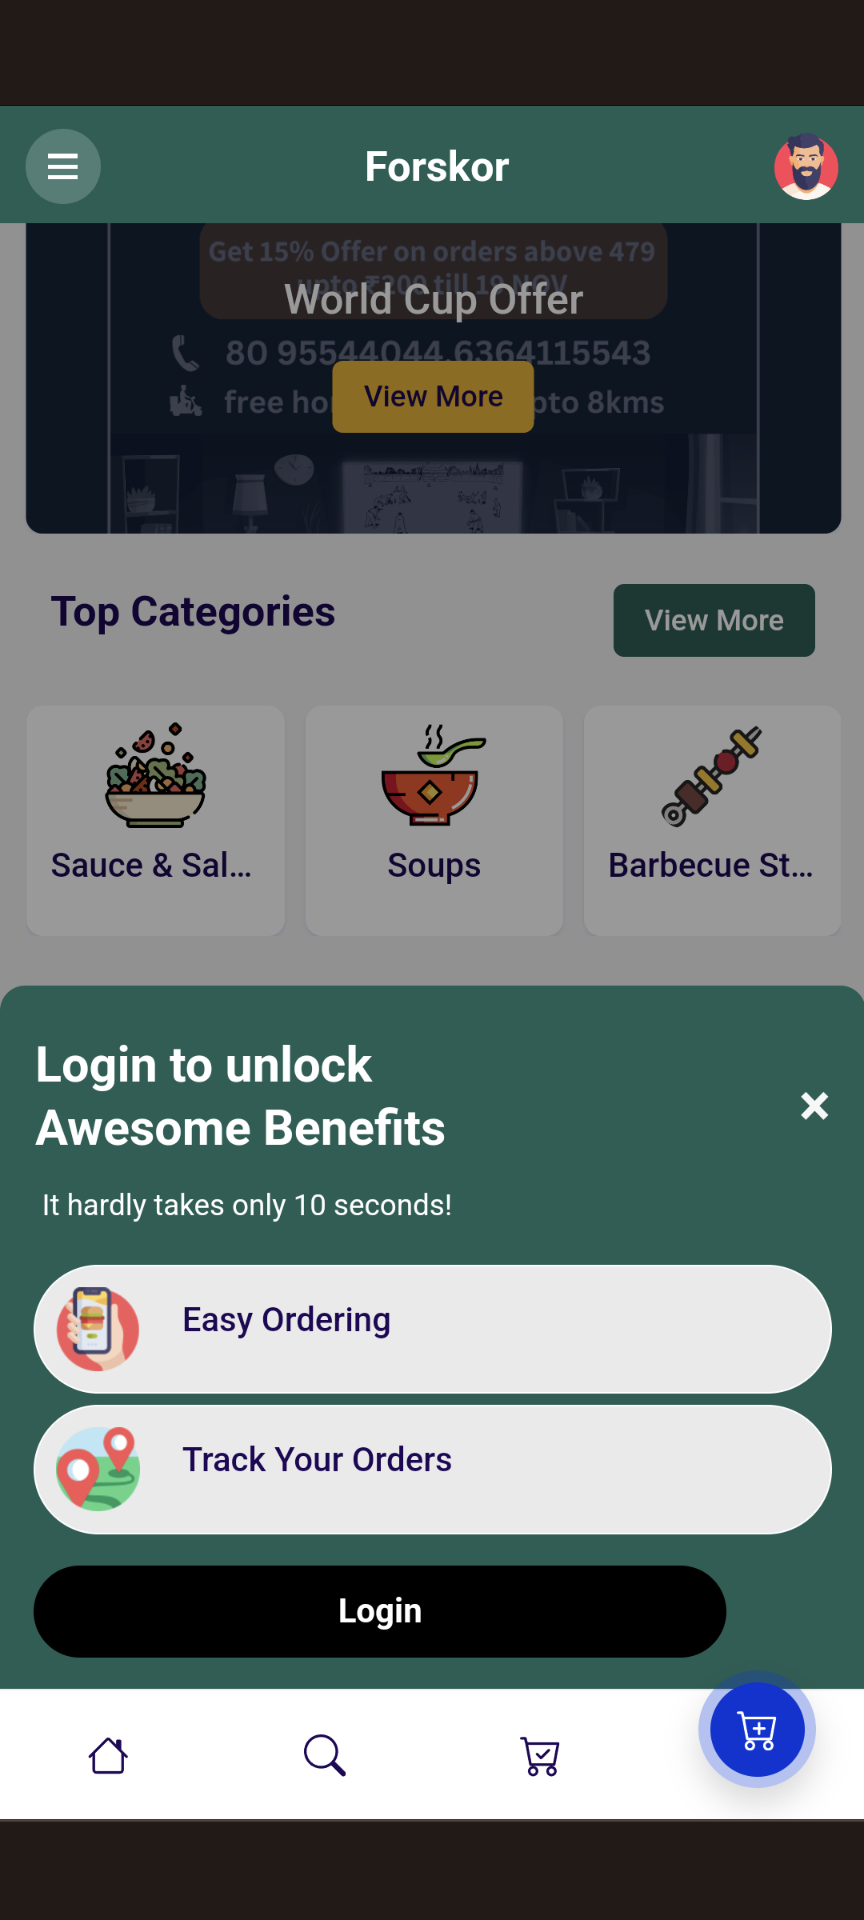 Forskor
Get 15% Offer on orders above 479
upto ₹200 till 19 NOV
World Cup Offer
80 95544044,6364115543
View More
free ho
pto 8kms
Top Categories
View More
Sauce & Sal...
Soups
Barbecue St...
Login to unlock
Awesome Benefits
It hardly takes only 10 seconds!
Easy Ordering
Track Your Orders
Login